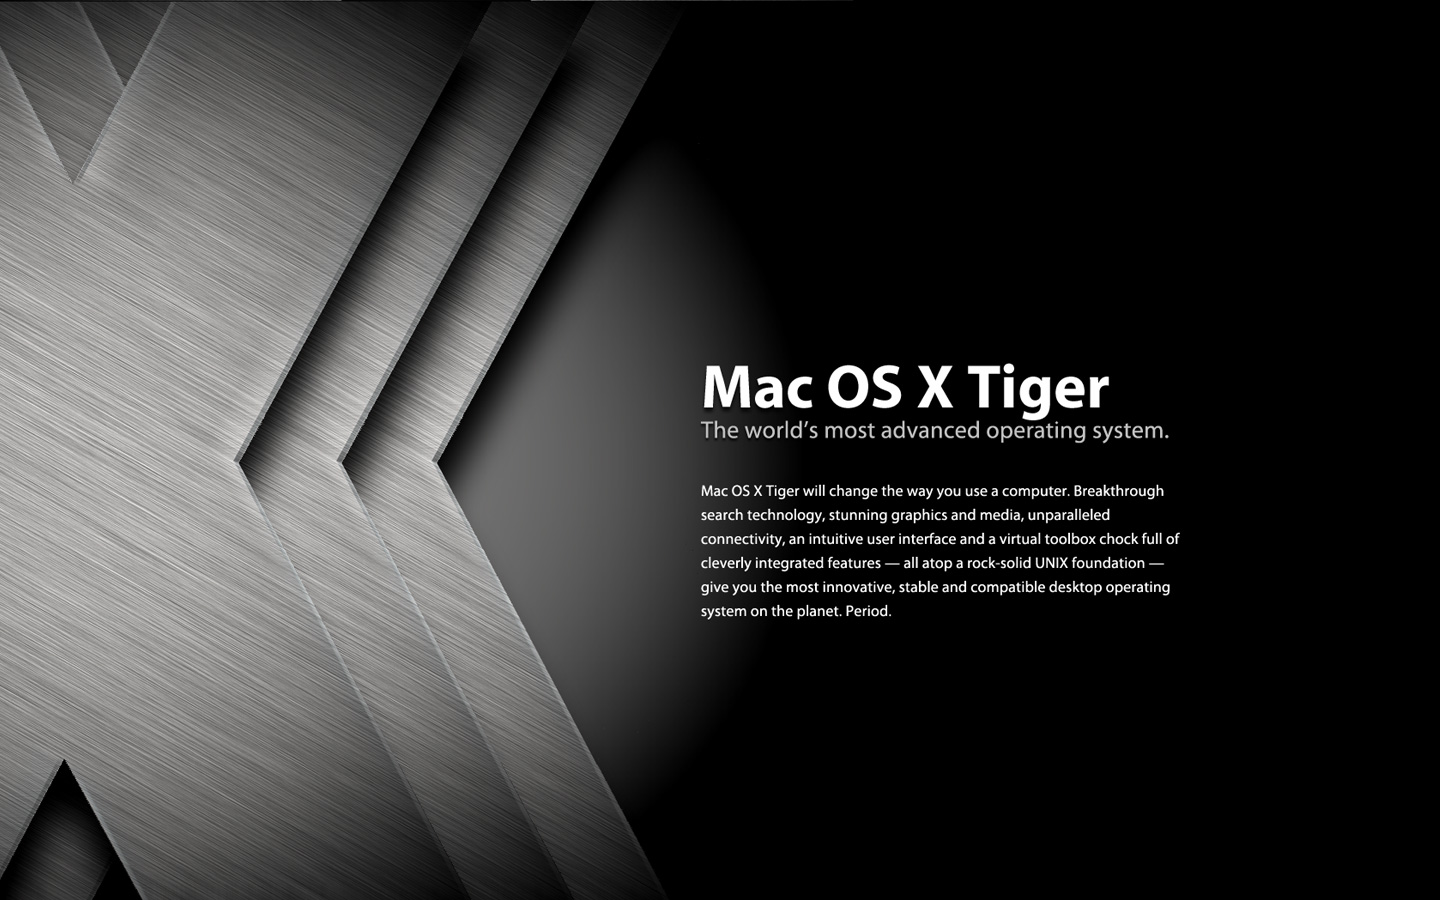 Mac OS X Tiger
The world’s most advanced operating system.
Mac OS X Tiger will change the way you use a computer. Breakthrough
search technology, stunning graphics and media, unparalleled
connectivity, an intuitive user interface and a virtual toolbox chock full of
cleverly integrated features — all atop a rock-solid UNIX foundation —
give you the most innovative, stable and compatible desktop operating
system on the planet. Period.